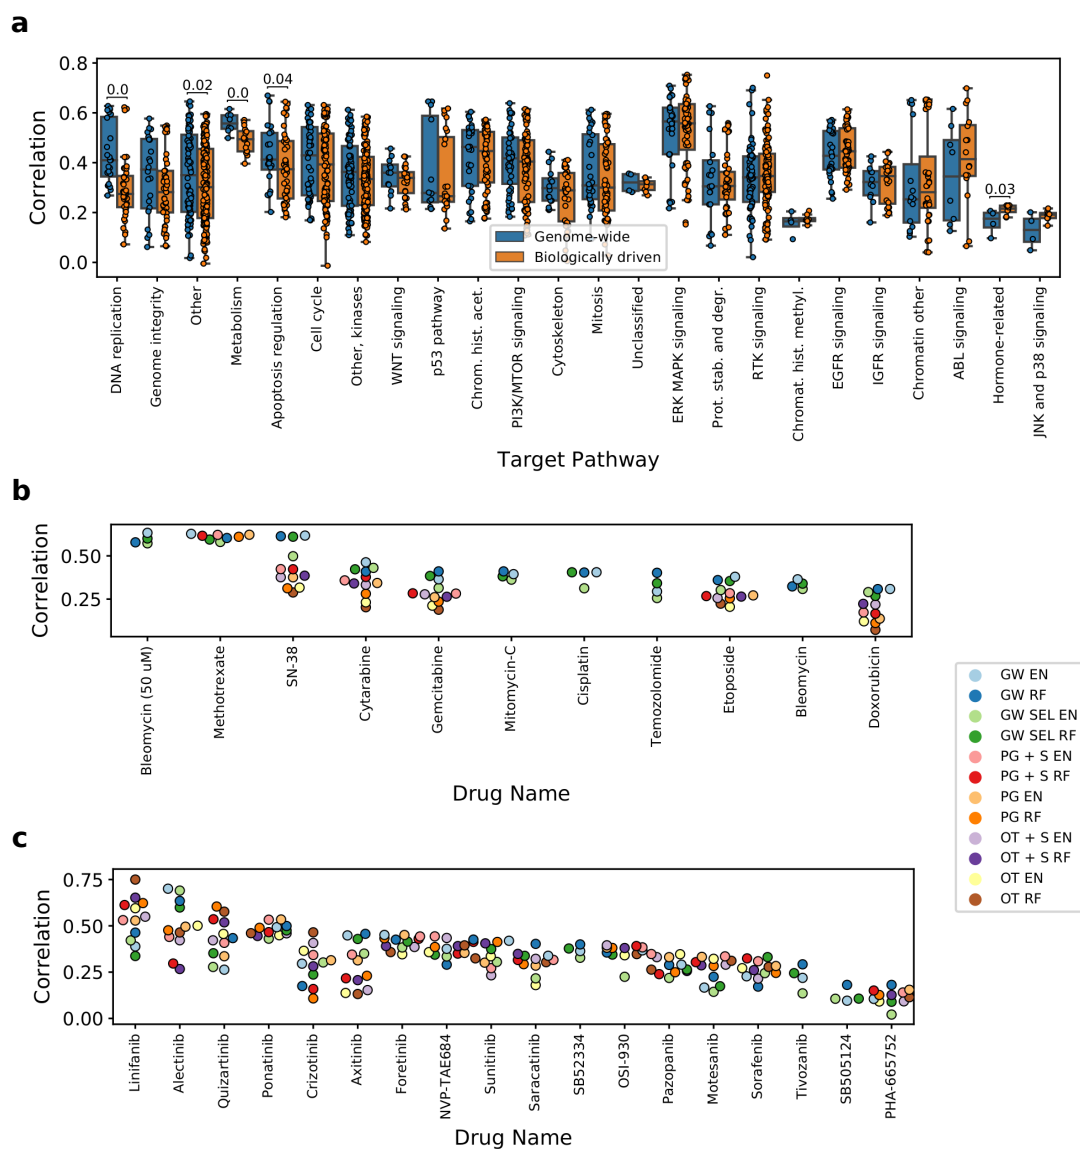 a
0.8
0.6
0.4
0.2
0.0
Correlation
0.0
0.02
0.0
0.04
0.03
Genome-wide
Biologically driven
DNA replication
Genome integrity
Other
Metabolism
Apoptosis regulation
Cell cycle
Other, kinases
WNT signaling
p53 pathway
Chrom. hist. acet.
PI3K/MTOR signaling
Cytoskeleton
Mitosis
Unclassified
ERK MAPK signaling
Prot. stab. and degr.
RTK signaling
Chromat. hist. methyl.
EGFR signaling
IGFR signaling
Chromatin other
ABL signaling
Hormone-related
JNK and p38 signaling
Target Pathway
b
0.50
0.25
Correlation
Bleomycin (50 uM)
Methotrexate
SN-38
Cytarabine
Gemcitabine
Mitomycin-C
Cisplatin
Temozolomide
Etoposide
Bleomycin
Doxorubicin
Drug Name
GW EN
GW RF
GW SEL EN
GW SEL RF
PG + S EN
PG + S RF
PG EN
PG RF
OT + S EN
OT + S RF
OT EN
OT RF
c
0.75
0.50
0.25
0.00
Correlation
Linifanib
Alectinib
Quizartinib
Ponatinib
Crizotinib
Axitinib
Foretinib
NVP-TAE684
Sunitinib
Saracatinib
SB52334
OSI-930
Pazopanib
Motesanib
Sorafenib
Tivozanib
SB505124
PHA-665752
Drug Name